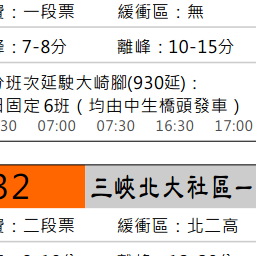 費：一段票 緩衝區：無
峰：7-8分 離峰：10-15分
分班次延駛大崎腳(930延)：
日固定6班（均由中生橋頭發車）
:30 07:00 07:30 16:30 17:00
32 三峽北大社區一
費：二段票 緩衝區：北二高